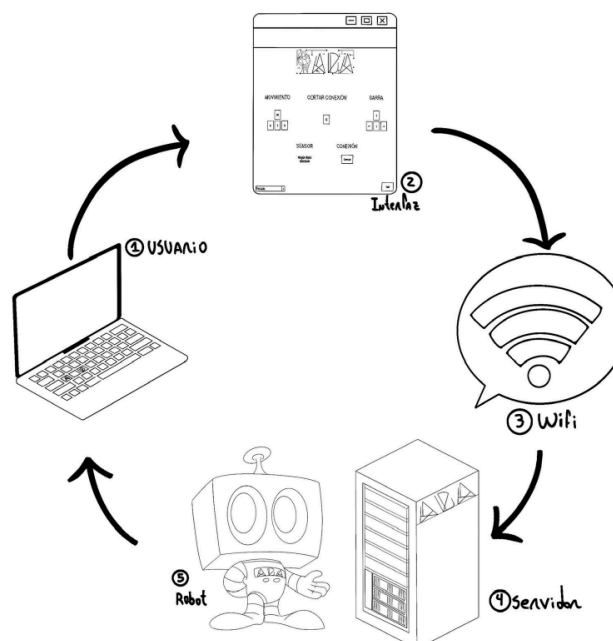 ADA
MOVIMIENTO CORTAR CONEXIÓN GARRA
SENSOR CONEXIÓN
② Interfaz
① USUARIO
③ Wifi
ADA
ADA
⑤ Robot
④ Servidor